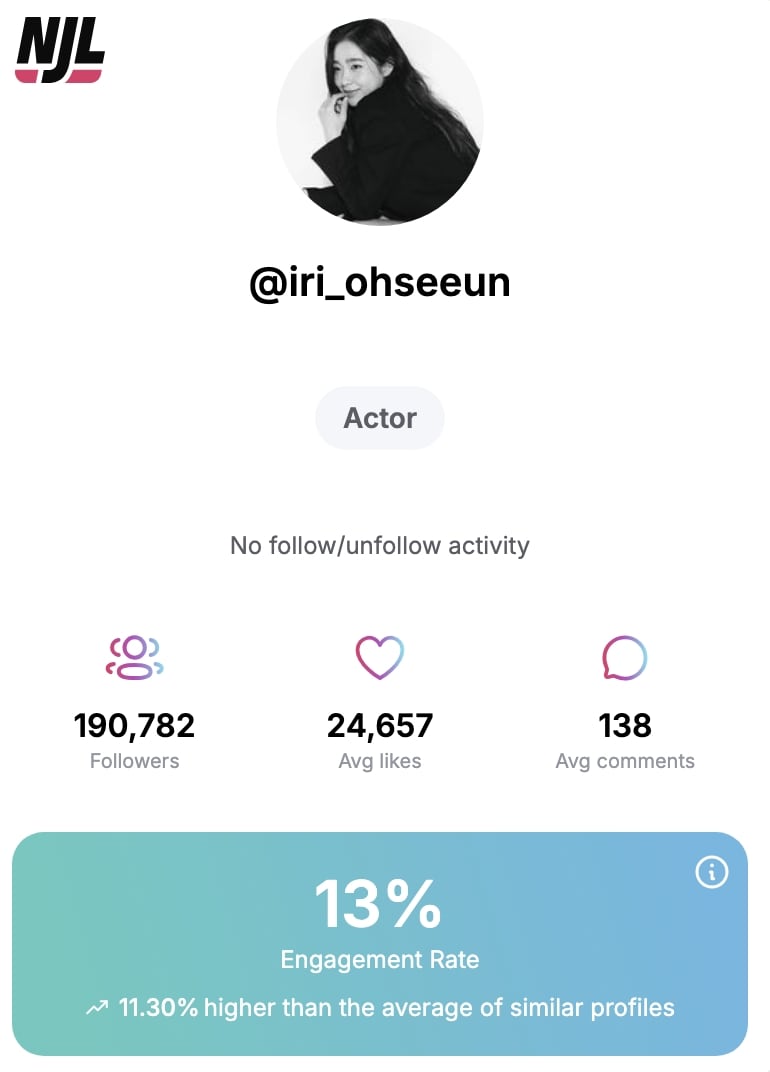 NJL
@iri_ohseeun
Actor
No follow/unfollow activity
190,782 24,657 138
Followers Avg likes Avg comments
13%
Engagement Rate
11.30% higher than the average of similar profiles